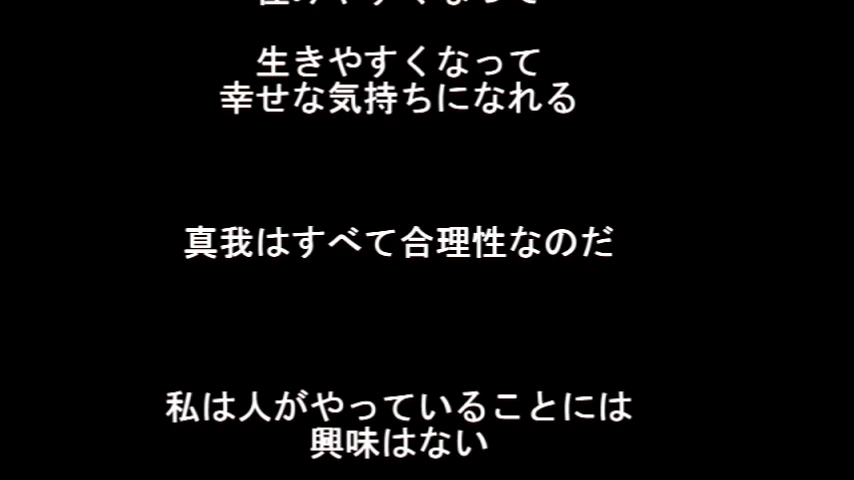 生きやすくなって
幸せな気持ちになれる
真我はすべて合理性なのだ
私は人がやっていることには
興味はない